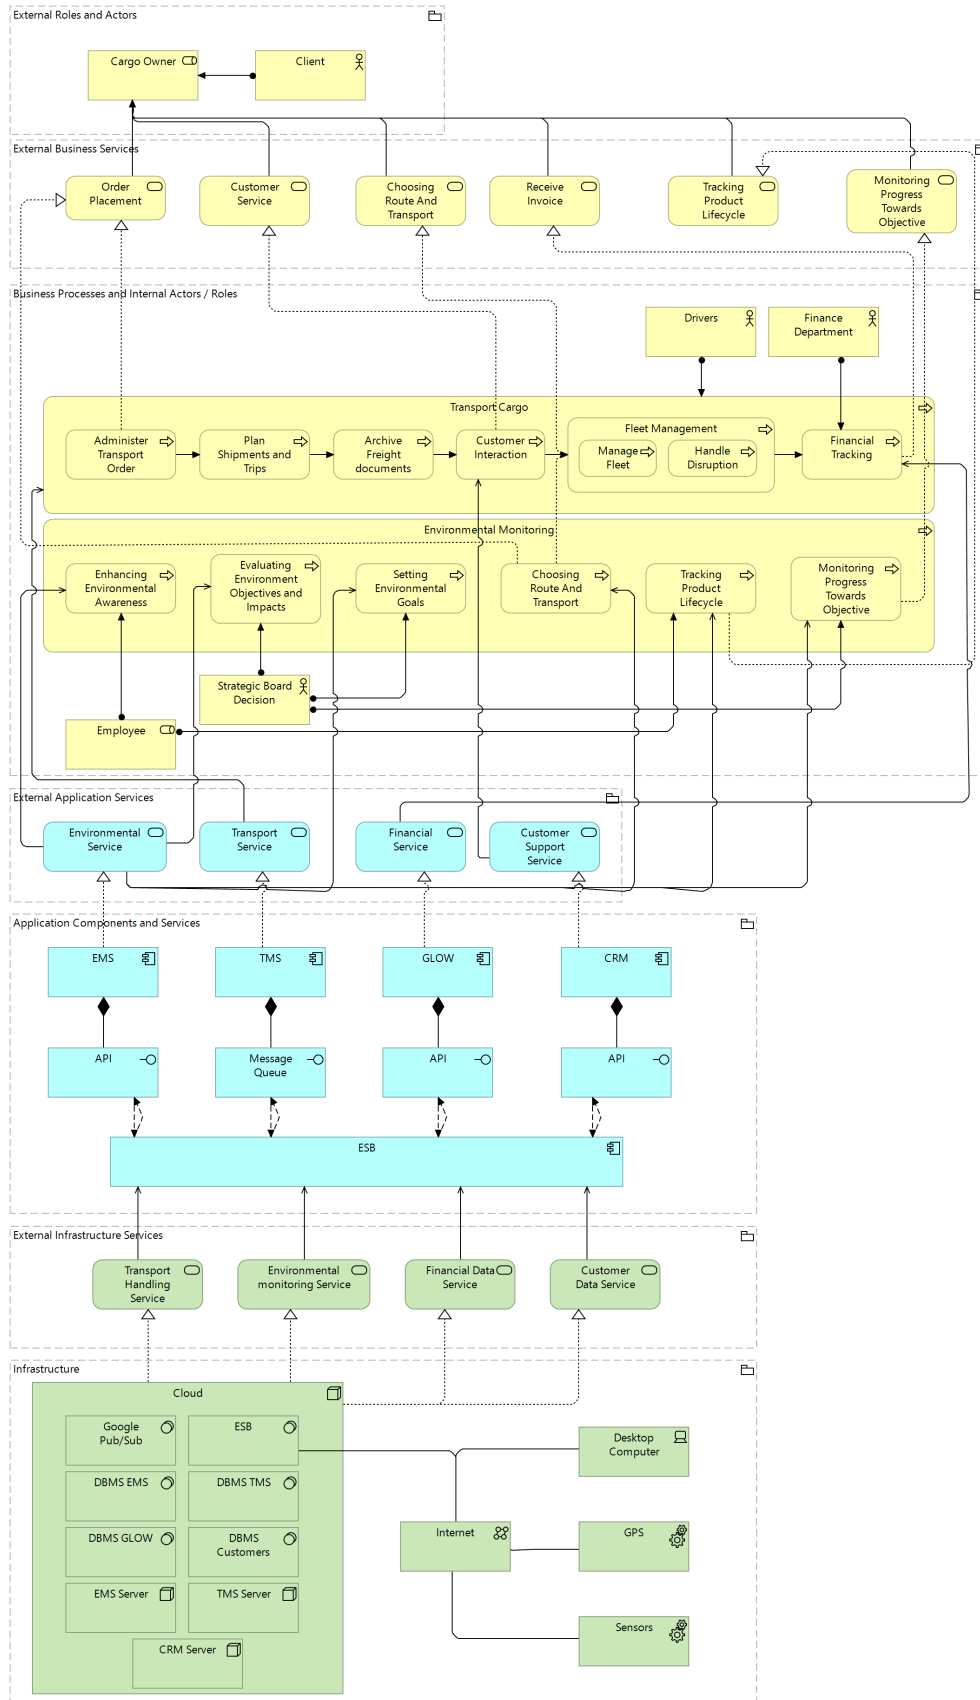 External Roles and Actors
Cargo Owner
Client
External Business Services
Order
Placement
Customer
Service
Choosing
Route And
Transport
Receive
Invoice
Tracking
Product
Lifecycle
Monitoring
Progress
Towards
Objective
Business Processes and Internal Actors / Roles
Drivers
Finance
Department
Transport Cargo
Administer
Transport
Order
Plan
Shipments and
Trips
Archive
Freight
documents
Customer
Interaction
Fleet Management
Manage
Fleet
Handle
Disruption
Financial
Tracking
Environmental Monitoring
Enhancing
Environmental
Awareness
Evaluating
Environment
Objectives and
Impacts
Setting
Environmental
Goals
Choosing
Route And
Transport
Tracking
Product
Lifecycle
Monitoring
Progress
Towards
Objective
Strategic Board
Decision
Employee
External Application Services
Environmental
Service
Transport
Service
Financial
Service
Customer
Support
Service
Application Components and Services
EMS
TMS
GLOW
CRM
API
Message
Queue
API
API
ESB
External Infrastructure Services
Transport
Handling
Service
Environmental
monitoring Service
Financial Data
Service
Customer
Data Service
Infrastructure
Cloud
Google
Pub/Sub
ESB
DBMS EMS
DBMS TMS
DBMS GLOW
DBMS
Customers
EMS Server
TMS Server
CRM Server
Internet
Desktop
Computer
GPS
Sensors